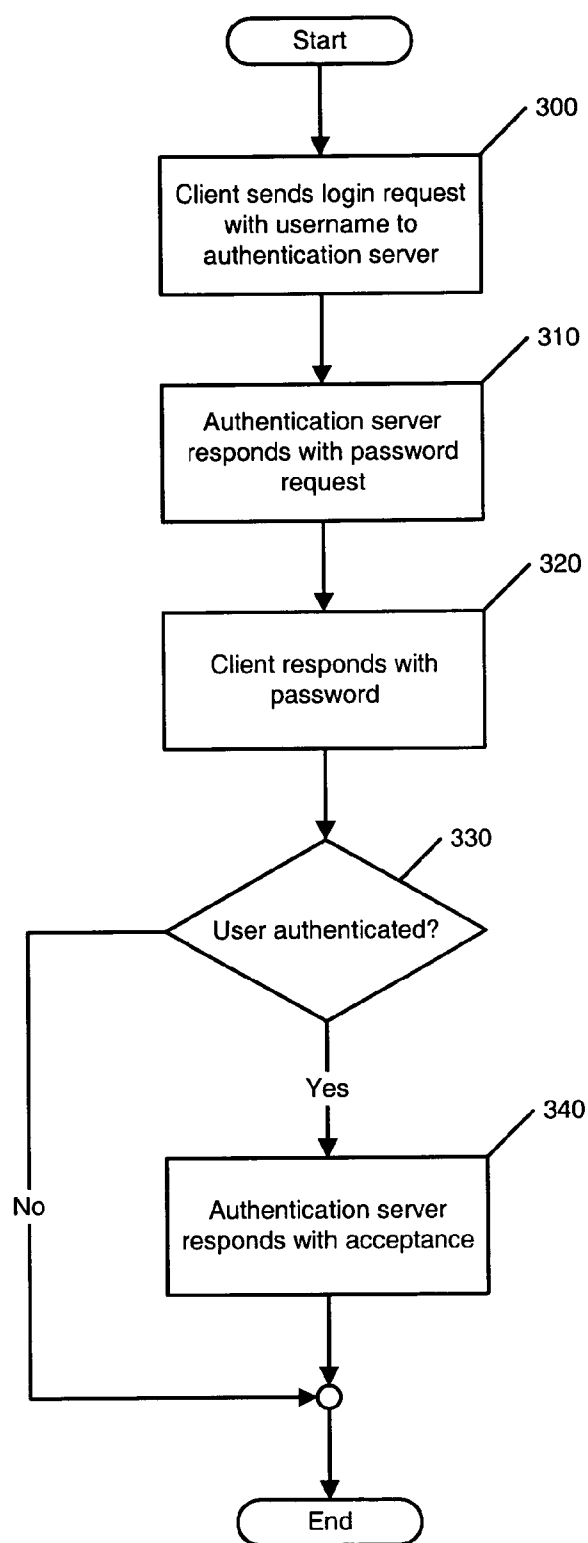 Start
300
Client sends login request
with username to
authentication server
310
Authentication server
responds with password
request
320
Client responds with
password
330
User authenticated?
Yes
340
No
Authentication server
responds with acceptance
End